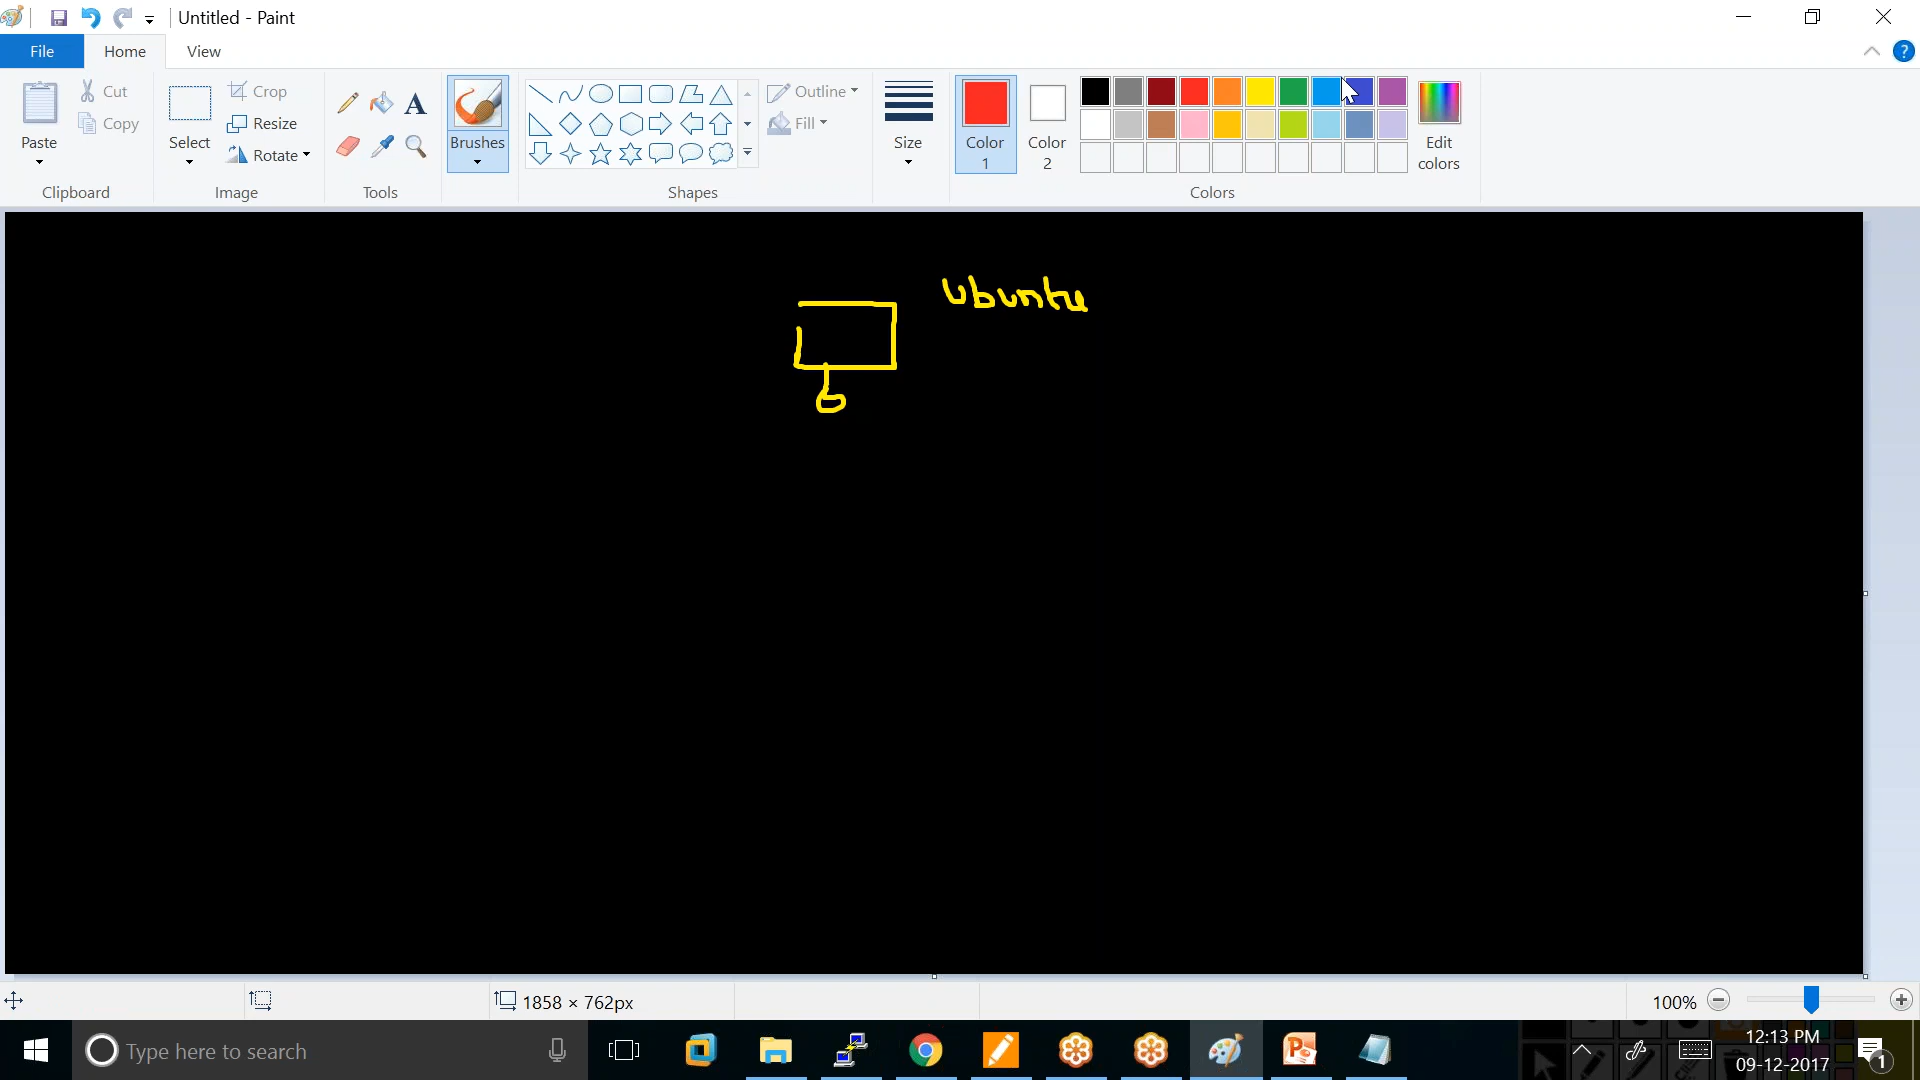 Untitled - Paint
File Home View
Paste
Cut
Copy
Clipboard
Select
Crop
Resize
Rotate
Image
Tools
Brushes
Shapes
Outline
Fill
Size
Color 1
Color 2
Edit colors
Colors
Ubuntu
1858 × 762px
100%
Type here to search
12:13 PM
09-12-2017
1